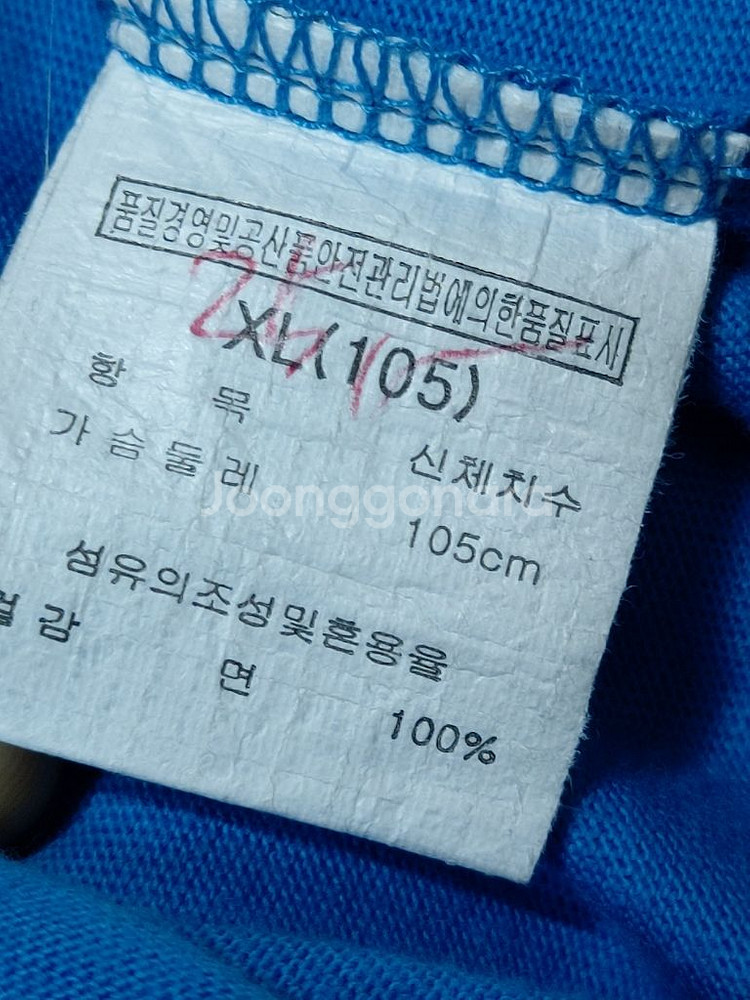 품질경영및공산품안전관리법에의한품질표시
XL(105)
항 목 신체치수
가슴둘레 105cm
섬유의조성및혼용율
겉감 면 100%
Joonggonara